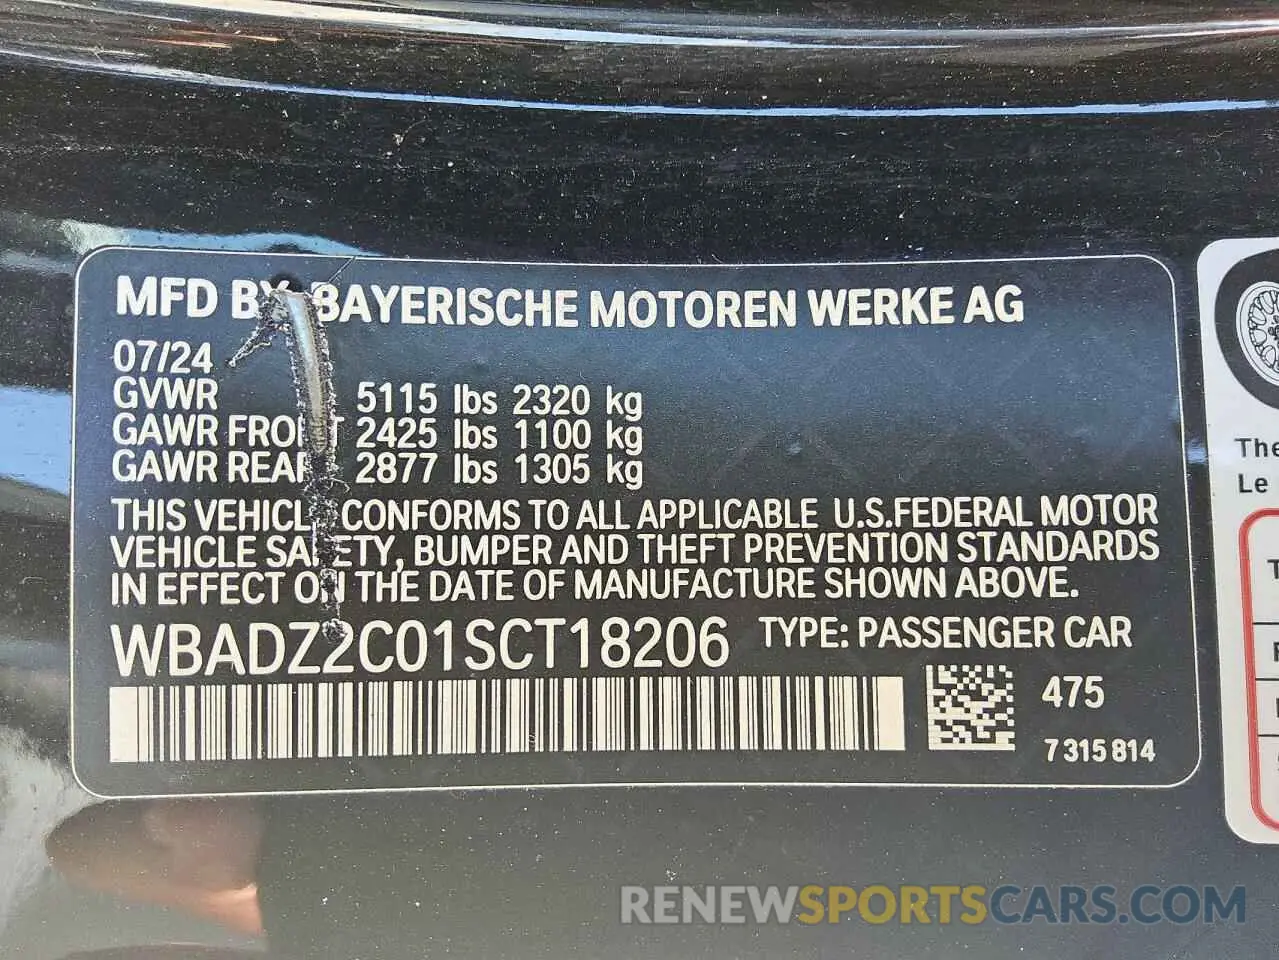 MFD BY BAYERISCHE MOTOREN WERKE AG
07/24
GVWR 5115 lbs 2320 kg
GAWR FRONT 2425 lbs 1100 kg
GAWR REAR 2877 lbs 1305 kg
THIS VEHICLE CONFORMS TO ALL APPLICABLE U.S.FEDERAL MOTOR
VEHICLE SAFETY, BUMPER AND THEFT PREVENTION STANDARDS
IN EFFECT ON THE DATE OF MANUFACTURE SHOWN ABOVE.
WBADZ2C01SCT18206 TYPE: PASSENGER CAR
475
7 315 814
The
Le
RENEWSPORTSCARS.COM